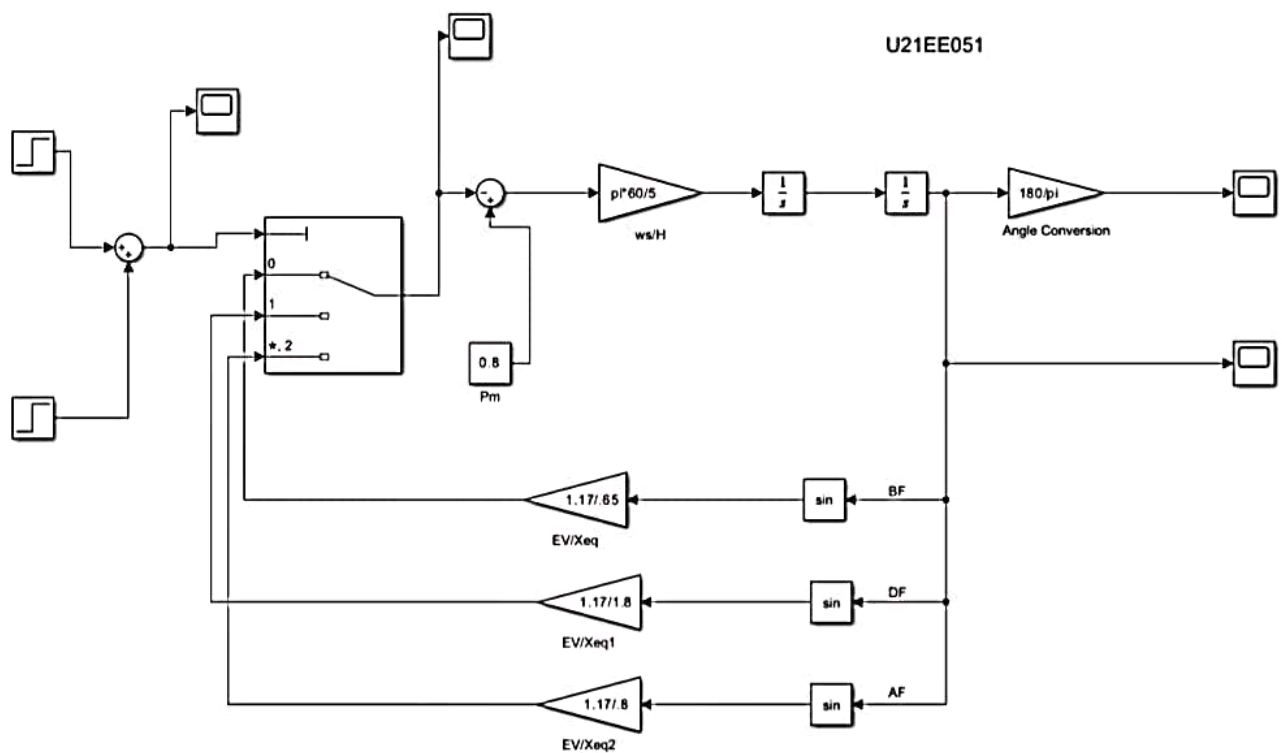 U21EE051
+
+
0
1
*, 2
-
+
pi*60/5
ws/H
1
s
1
s
180/pi
Angle Conversion
0.8
Pm
1.17/.65
EV/Xeq
sin
BF
1.17/1.8
EV/Xeq1
sin
DF
1.17/.8
EV/Xeq2
sin
AF